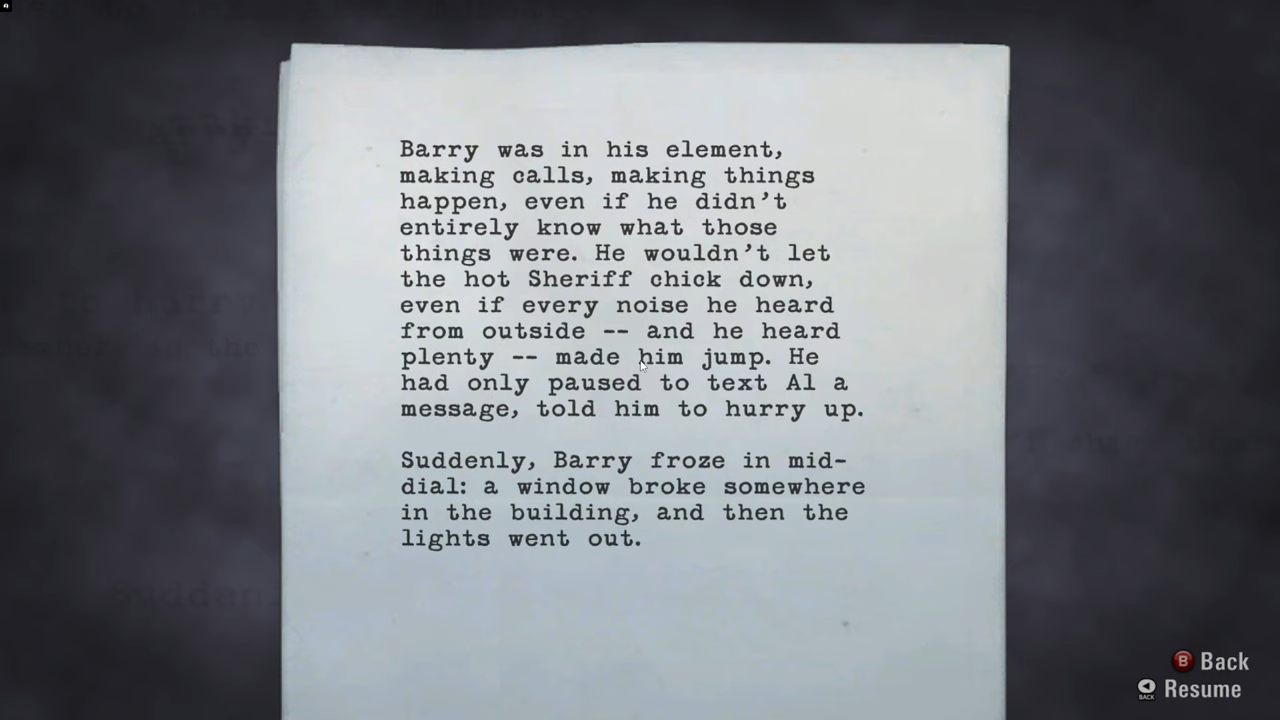 Barry was in his element,
making calls, making things
happen, even if he didn't
entirely know what those
things were. He wouldn't let
the hot Sheriff chick down,
even if every noise he heard
from outside -- and he heard
plenty -- made him jump. He
had only paused to text Al a
message, told him to hurry up.
Suddenly, Barry froze in mid-
dial: a window broke somewhere
in the building, and then the
lights went out.
B Back
BACK Resume